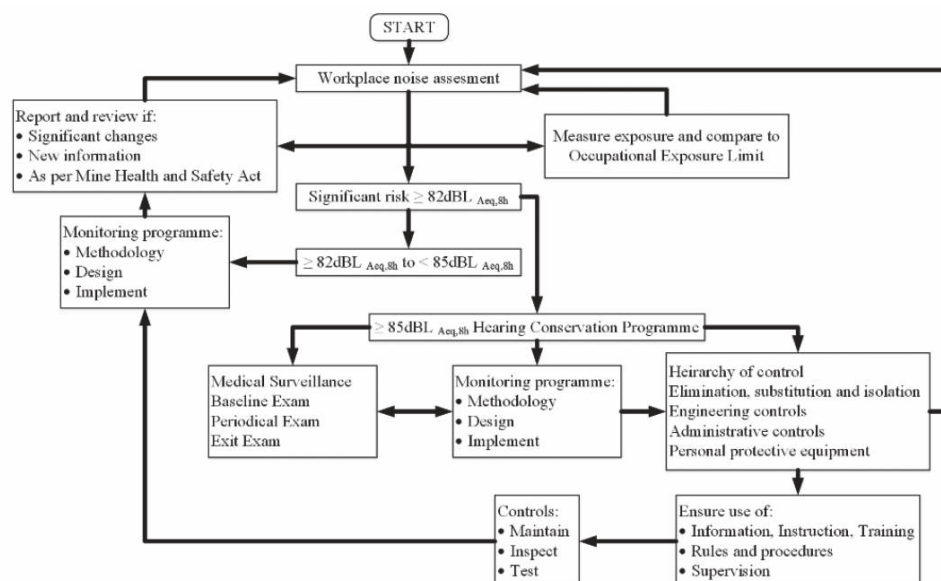 START
Workplace noise assesment
Report and review if:
• Significant changes
• New information
• As per Mine Health and Safety Act
Measure exposure and compare to
Occupational Exposure Limit
Significant risk ≥ 82dBL Aeq,8h
Monitoring programme:
• Methodology
• Design
• Implement
≥ 82dBL Aeq,8h to < 85dBL Aeq,8h
≥ 85dBL Aeq,8h Hearing Conservation Programme
Medical Surveillance
Baseline Exam
Periodical Exam
Exit Exam
Monitoring programme:
• Methodology
• Design
• Implement
Heirarchy of control
Elimination, substitution and isolation
Engineering controls
Administrative controls
Personal protective equipment
Controls:
• Maintain
• Inspect
• Test
Ensure use of:
• Information, Instruction, Training
• Rules and procedures
• Supervision